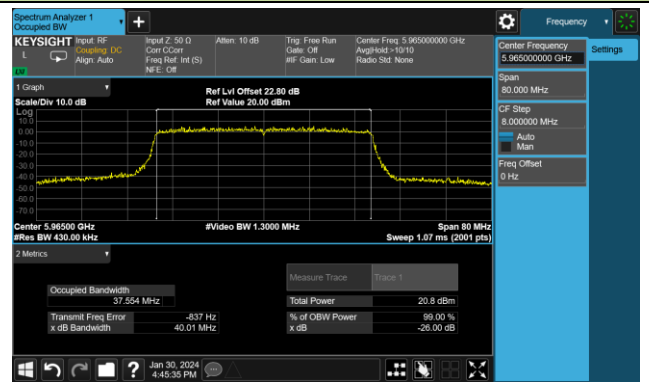 Spectrum Analyzer 1
Occupied BW
+
Frequency
KEYSIGHT
Input: RF
Coupling: DC
Align: Auto
Input Z: 50 Ω
Corr CCorr
Freq Ref: Int (S)
NFE: Off
Atten: 10 dB
Trig: Free Run
Gate: Off
#IF Gain: Low
Center Freq: 5.965000000 GHz
Avg|Hold:>10/10
Radio Std: None
L
Center Frequency
5.965000000 GHz
Settings
Span
80.000 MHz
CF Step
8.000000 MHz
Auto
Man
Freq Offset
0 Hz
1 Graph
Scale/Div 10.0 dB
Ref Lvl Offset 22.80 dB
Ref Value 20.00 dBm
Log
10.0
0.00
-10.0
-20.0
-30.0
-40.0
-50.0
-60.0
-70.0
Center 5.96500 GHz
#Res BW 430.00 kHz
#Video BW 1.3000 MHz
Span 80 MHz
Sweep 1.07 ms (2001 pts)
2 Metrics
Measure Trace
Trace 1
Occupied Bandwidth
37.554 MHz
Total Power
20.8 dBm
Transmit Freq Error
-837 Hz
% of OBW Power
99.00 %
x dB Bandwidth
40.01 MHz
x dB
-26.00 dB
?
Jan 30, 2024
4:45:35 PM